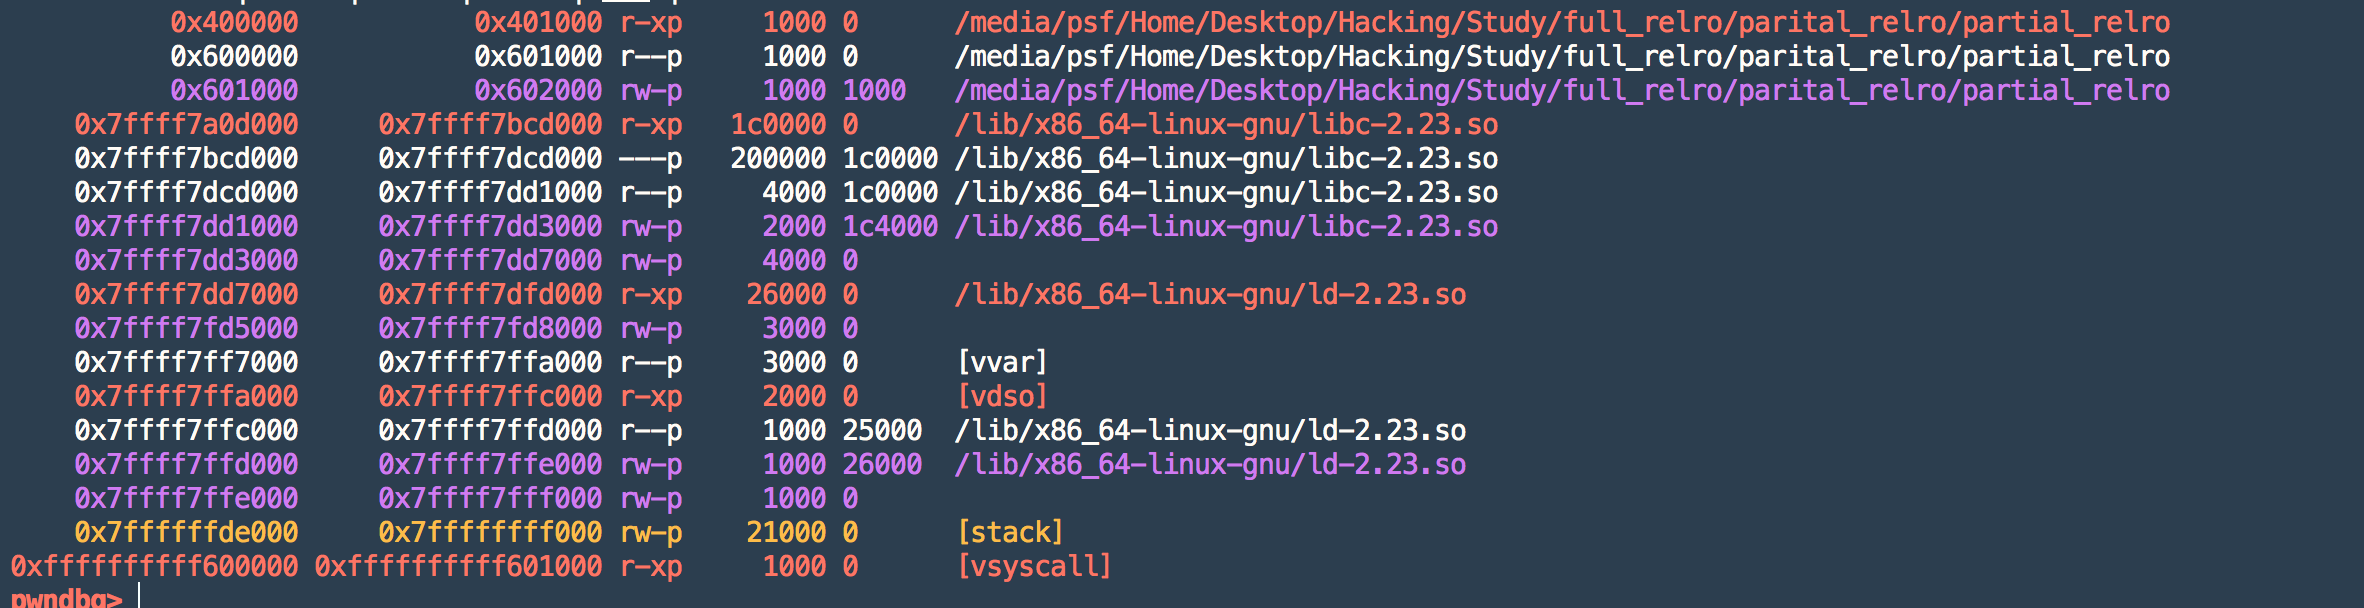 0x400000 0x401000 r-xp 1000 0 /media/psf/Home/Desktop/Hacking/Study/full_relro/parital_relro/partial_relro
0x600000 0x601000 r--p 1000 0 /media/psf/Home/Desktop/Hacking/Study/full_relro/parital_relro/partial_relro
0x601000 0x602000 rw-p 1000 1000 /media/psf/Home/Desktop/Hacking/Study/full_relro/parital_relro/partial_relro
0x7ffff7a0d000 0x7ffff7bcd000 r-xp 1c0000 0 /lib/x86_64-linux-gnu/libc-2.23.so
0x7ffff7bcd000 0x7ffff7dcd000 ---p 200000 1c0000 /lib/x86_64-linux-gnu/libc-2.23.so
0x7ffff7dcd000 0x7ffff7dd1000 r--p 4000 1c0000 /lib/x86_64-linux-gnu/libc-2.23.so
0x7ffff7dd1000 0x7ffff7dd3000 rw-p 2000 1c4000 /lib/x86_64-linux-gnu/libc-2.23.so
0x7ffff7dd3000 0x7ffff7dd7000 rw-p 4000 0
0x7ffff7dd7000 0x7ffff7dfd000 r-xp 26000 0 /lib/x86_64-linux-gnu/ld-2.23.so
0x7ffff7fd5000 0x7ffff7fd8000 rw-p 3000 0
0x7ffff7ff7000 0x7ffff7ffa000 r--p 3000 0 [vvar]
0x7ffff7ffa000 0x7ffff7ffc000 r-xp 2000 0 [vdso]
0x7ffff7ffc000 0x7ffff7ffd000 r--p 1000 25000 /lib/x86_64-linux-gnu/ld-2.23.so
0x7ffff7ffd000 0x7ffff7ffe000 rw-p 1000 26000 /lib/x86_64-linux-gnu/ld-2.23.so
0x7ffff7ffe000 0x7ffff7fff000 rw-p 1000 0
0x7ffffffde000 0x7ffffffff000 rw-p 21000 0 [stack]
0xffffffffff600000 0xffffffffff601000 r-xp 1000 0 [vsyscall]
pwndbg>